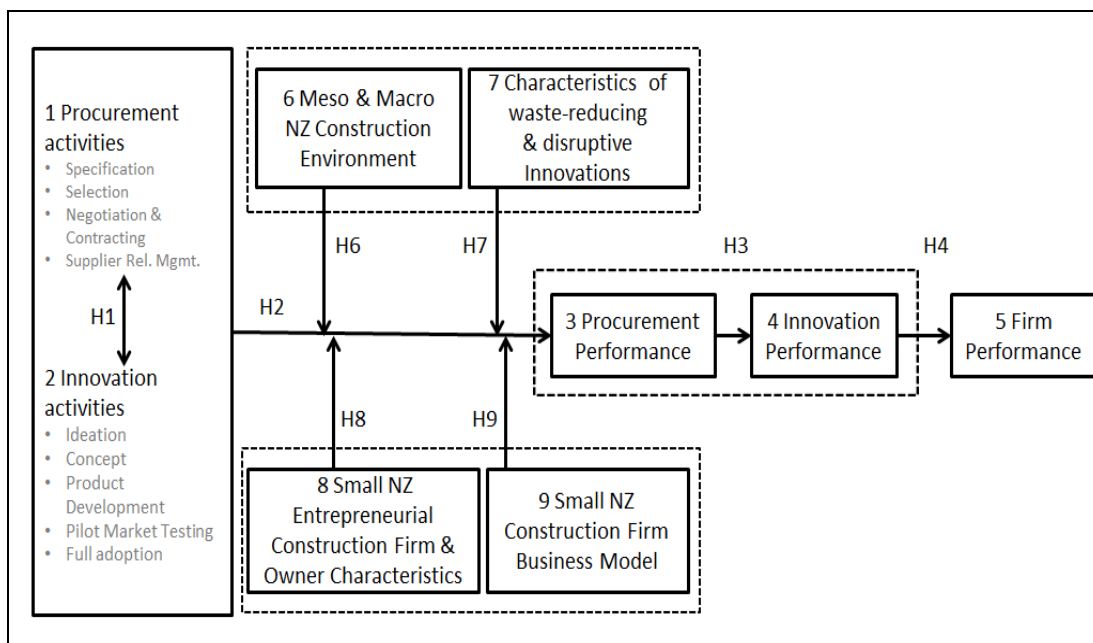 1 Procurement
activities
• Specification
• Selection
• Negotiation &
Contracting
• Supplier Rel. Mgmt.
H1
2 Innovation
activities
• Ideation
• Concept
• Product
Development
• Pilot Market Testing
• Full adoption
6 Meso & Macro
NZ Construction
Environment
7 Characteristics of
waste-reducing
& disruptive
Innovations
H6
H7
H2
H3
H4
3 Procurement
Performance
4 Innovation
Performance
5 Firm
Performance
H8
H9
8 Small NZ
Entrepreneurial
Construction Firm &
Owner Characteristics
9 Small NZ
Construction Firm
Business Model